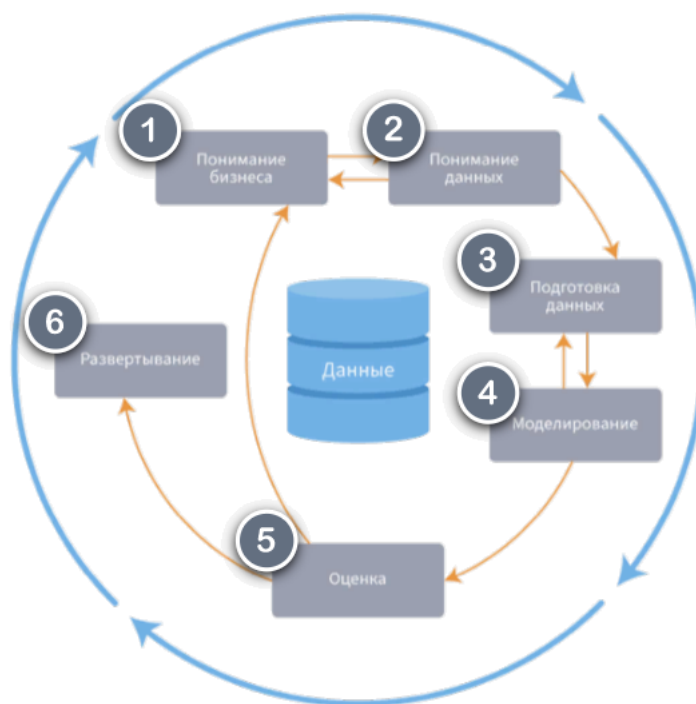 1
Понимание
бизнеса
2
Понимание
данных
3
Подготовка
данных
6
Развертывание
Данные
4
Моделирование
5
Оценка